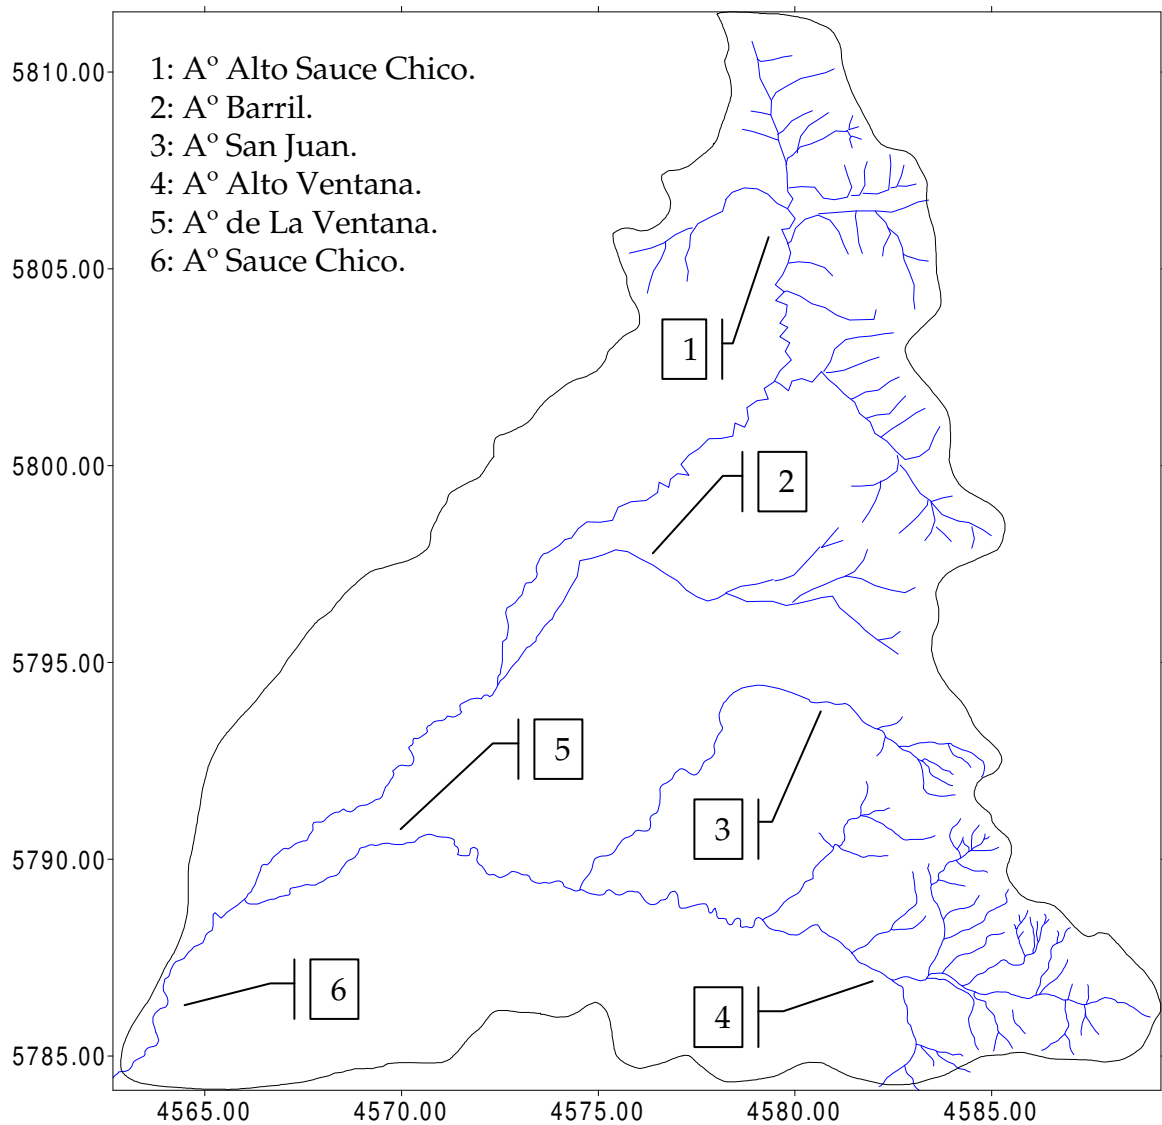 5810.00
1: Aº Alto Sauce Chico.
2: Aº Barril.
3: Aº San Juan.
4: Aº Alto Ventana.
5: Aº de La Ventana.
6: Aº Sauce Chico.
5805.00
1
5800.00
2
5795.00
5
3
5790.00
6
4
5785.00
4565.00 4570.00 4575.00 4580.00 4585.00